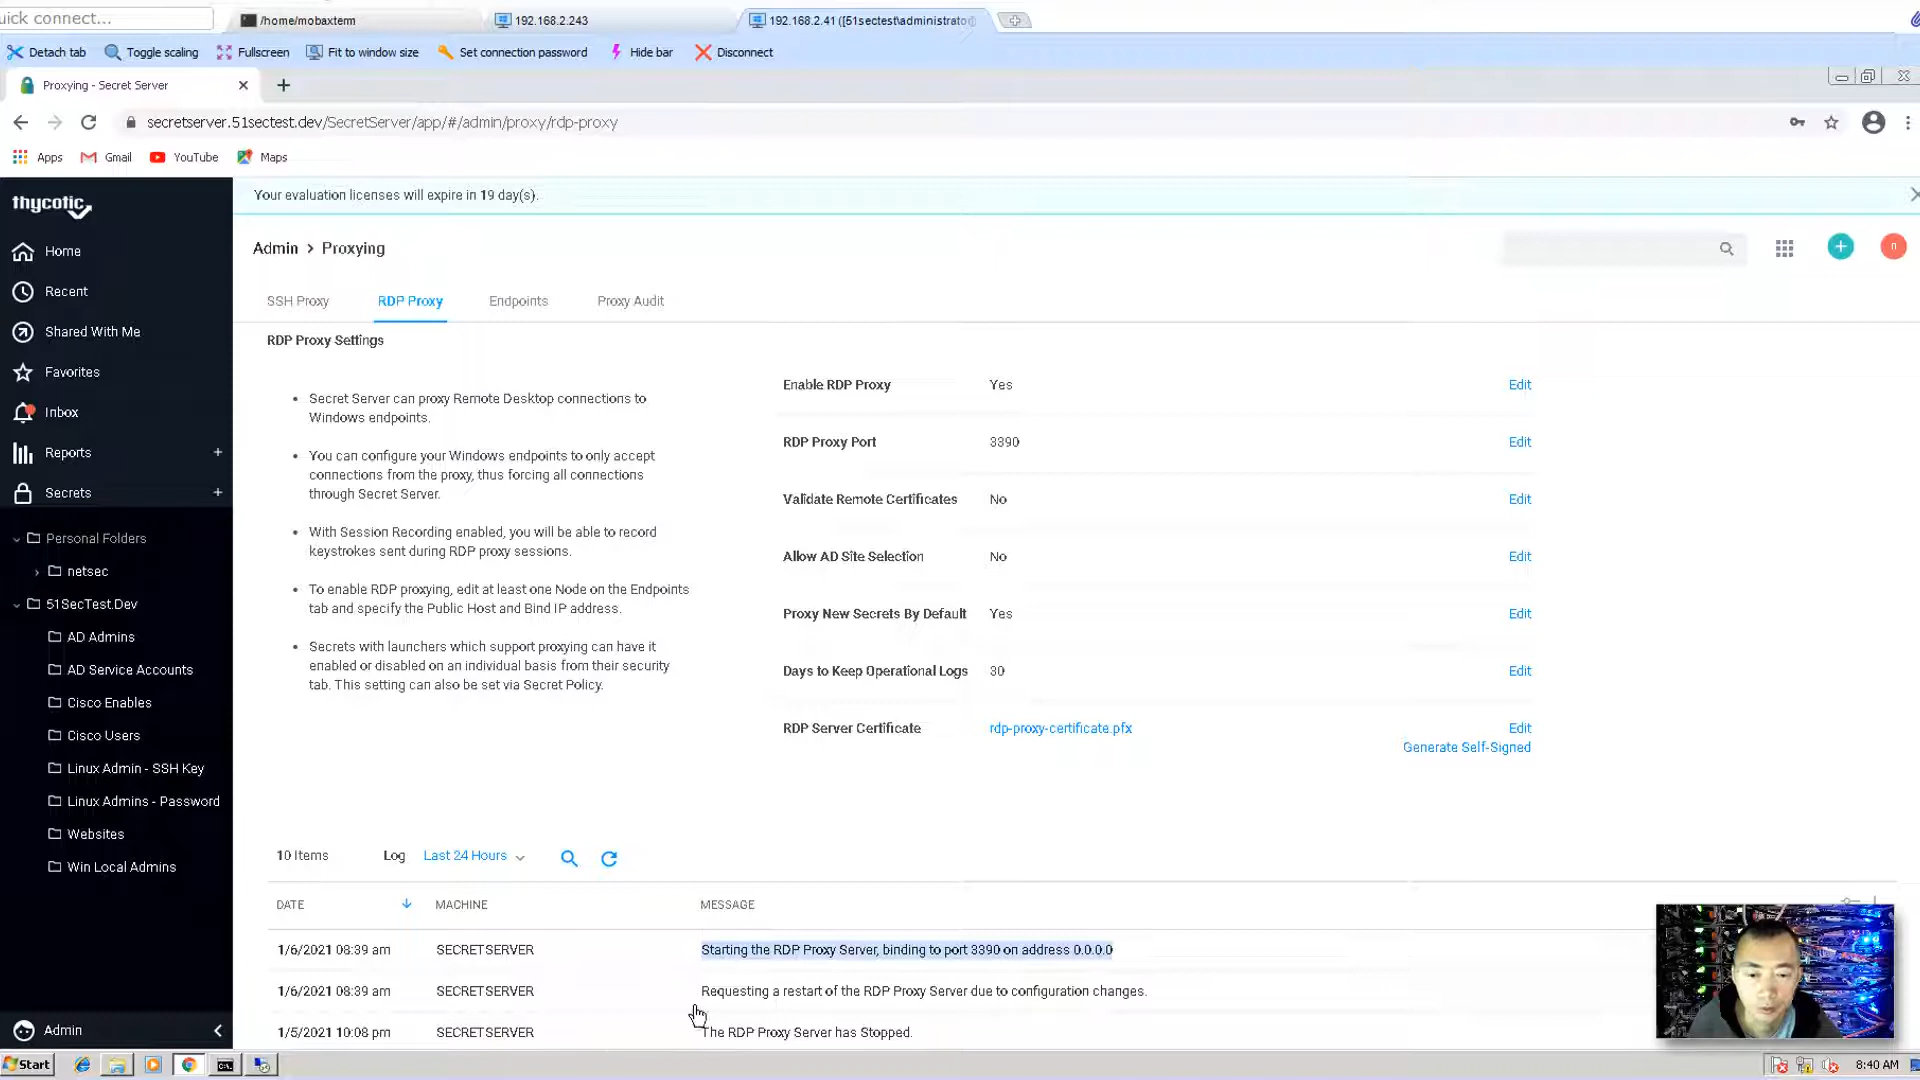 uick connect...
/home/mobaxterm
192.168.2.243
192.168.2.41 ([51sectest\administrato
Detach tab
Toggle scaling
Fullscreen
Fit to window size
Set connection password
Hide bar
Disconnect
Proxying - Secret Server
secretserver.51sectest.dev/SecretServer/app/#/admin/proxy/rdp-proxy
Apps
Gmail
YouTube
Maps
thycotic
Your evaluation licenses will expire in 19 day(s).
Home
Recent
Shared With Me
Favorites
Inbox
Reports
Secrets
Personal Folders
netsec
51SecTest.Dev
AD Admins
AD Service Accounts
Cisco Enables
Cisco Users
Linux Admin - SSH Key
Linux Admins - Password
Websites
Win Local Admins
Admin
Admin > Proxying
n
SSH Proxy
RDP Proxy
Endpoints
Proxy Audit
RDP Proxy Settings
Secret Server can proxy Remote Desktop connections to
Windows endpoints.
You can configure your Windows endpoints to only accept
connections from the proxy, thus forcing all connections
through Secret Server.
With Session Recording enabled, you will be able to record
keystrokes sent during RDP proxy sessions.
To enable RDP proxying, edit at least one Node on the Endpoints
tab and specify the Public Host and Bind IP address.
Secrets with launchers which support proxying can have it
enabled or disabled on an individual basis from their security
tab. This setting can also be set via Secret Policy.
Enable RDP Proxy Yes Edit
RDP Proxy Port 3390 Edit
Validate Remote Certificates No Edit
Allow AD Site Selection No Edit
Proxy New Secrets By Default Yes Edit
Days to Keep Operational Logs 30 Edit
RDP Server Certificate rdp-proxy-certificate.pfx Edit
Generate Self-Signed
10 Items Log Last 24 Hours
DATE MACHINE MESSAGE
1/6/2021 08:39 am SECRETSERVER Starting the RDP Proxy Server, binding to port 3390 on address 0.0.0.0
1/6/2021 08:39 am SECRETSERVER Requesting a restart of the RDP Proxy Server due to configuration changes.
1/5/2021 10:08 pm SECRETSERVER The RDP Proxy Server has Stopped.
Start
8:40 AM